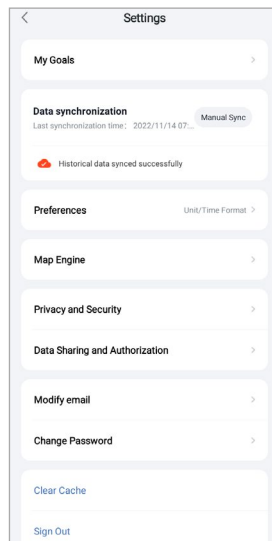 Settings
My Goals
Data synchronization
Manual Sync
Last synchronization time： 2022/11/14 07:...
Historical data synced successfully
Preferences Unit/Time Format
Map Engine
Privacy and Security
Data Sharing and Authorization
Modify email
Change Password
Clear Cache
Sign Out